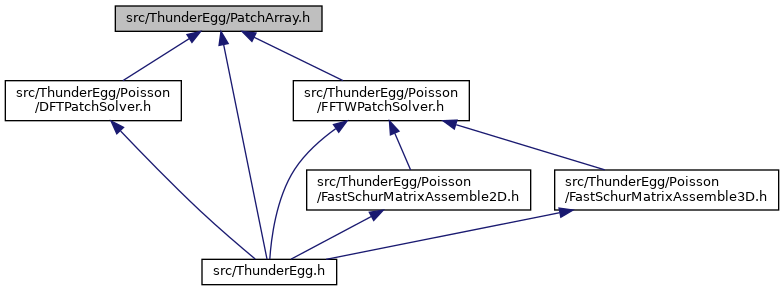 src/ThunderEgg/PatchArray.h
src/ThunderEgg/Poisson
/DFTPatchSolver.h
src/ThunderEgg/Poisson
/FFTWPatchSolver.h
src/ThunderEgg/Poisson
/FastSchurMatrixAssemble2D.h
src/ThunderEgg/Poisson
/FastSchurMatrixAssemble3D.h
src/ThunderEgg.h